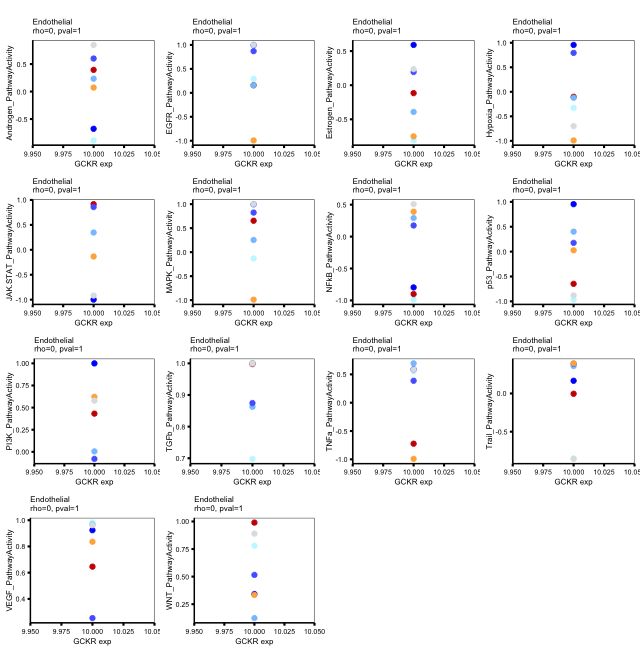 Endothelial
rho=0, pval=1
Androgen_PathwayActivity
0.5
0.0
-0.5
9.950 9.975 10.000 10.025 10.05
GCKR exp
Endothelial
rho=0, pval=1
EGFR_PathwayActivity
1.0
0.5
0.0
-0.5
-1.0
9.950 9.975 10.000 10.025 10.05
GCKR exp
Endothelial
rho=0, pval=1
Estrogen_PathwayActivity
0.5
0.0
-0.5
9.950 9.975 10.000 10.025 10.05
GCKR exp
Endothelial
rho=0, pval=1
Hypoxia_PathwayActivity
1.0
0.5
0.0
-0.5
-1.0
9.950 9.975 10.000 10.025 10.05
GCKR exp
Endothelial
rho=0, pval=1
JAK.STAT_PathwayActivity
1.0
0.5
0.0
-0.5
-1.0
9.950 9.975 10.000 10.025 10.05
GCKR exp
Endothelial
rho=0, pval=1
MAPK_PathwayActivity
1.0
0.5
0.0
-0.5
-1.0
9.950 9.975 10.000 10.025 10.05
GCKR exp
Endothelial
rho=0, pval=1
NFkB_PathwayActivity
0.5
0.0
-0.5
-1.0
9.950 9.975 10.000 10.025 10.05
GCKR exp
Endothelial
rho=0, pval=1
p53_PathwayActivity
1.0
0.5
0.0
-0.5
-1.0
9.950 9.975 10.000 10.025 10.05
GCKR exp
Endothelial
rho=0, pval=1
PI3K_PathwayActivity
1.00
0.75
0.50
0.25
0.00
9.950 9.975 10.000 10.025 10.05
GCKR exp
Endothelial
rho=0, pval=1
TGFb_PathwayActivity
1.0
0.9
0.8
0.7
9.950 9.975 10.000 10.025 10.05
GCKR exp
Endothelial
rho=0, pval=1
TNFa_PathwayActivity
0.5
0.0
-0.5
-1.0
9.950 9.975 10.000 10.025 10.05
GCKR exp
Endothelial
rho=0, pval=1
Trail_PathwayActivity
0.0
-0.5
9.950 9.975 10.000 10.025 10.05
GCKR exp
Endothelial
rho=0, pval=1
VEGF_PathwayActivity
1.0
0.8
0.6
0.4
9.950 9.975 10.000 10.025 10.05
GCKR exp
Endothelial
rho=0, pval=1
WNT_PathwayActivity
1.00
0.75
0.50
0.25
9.950 9.975 10.000 10.025 10.050
GCKR exp